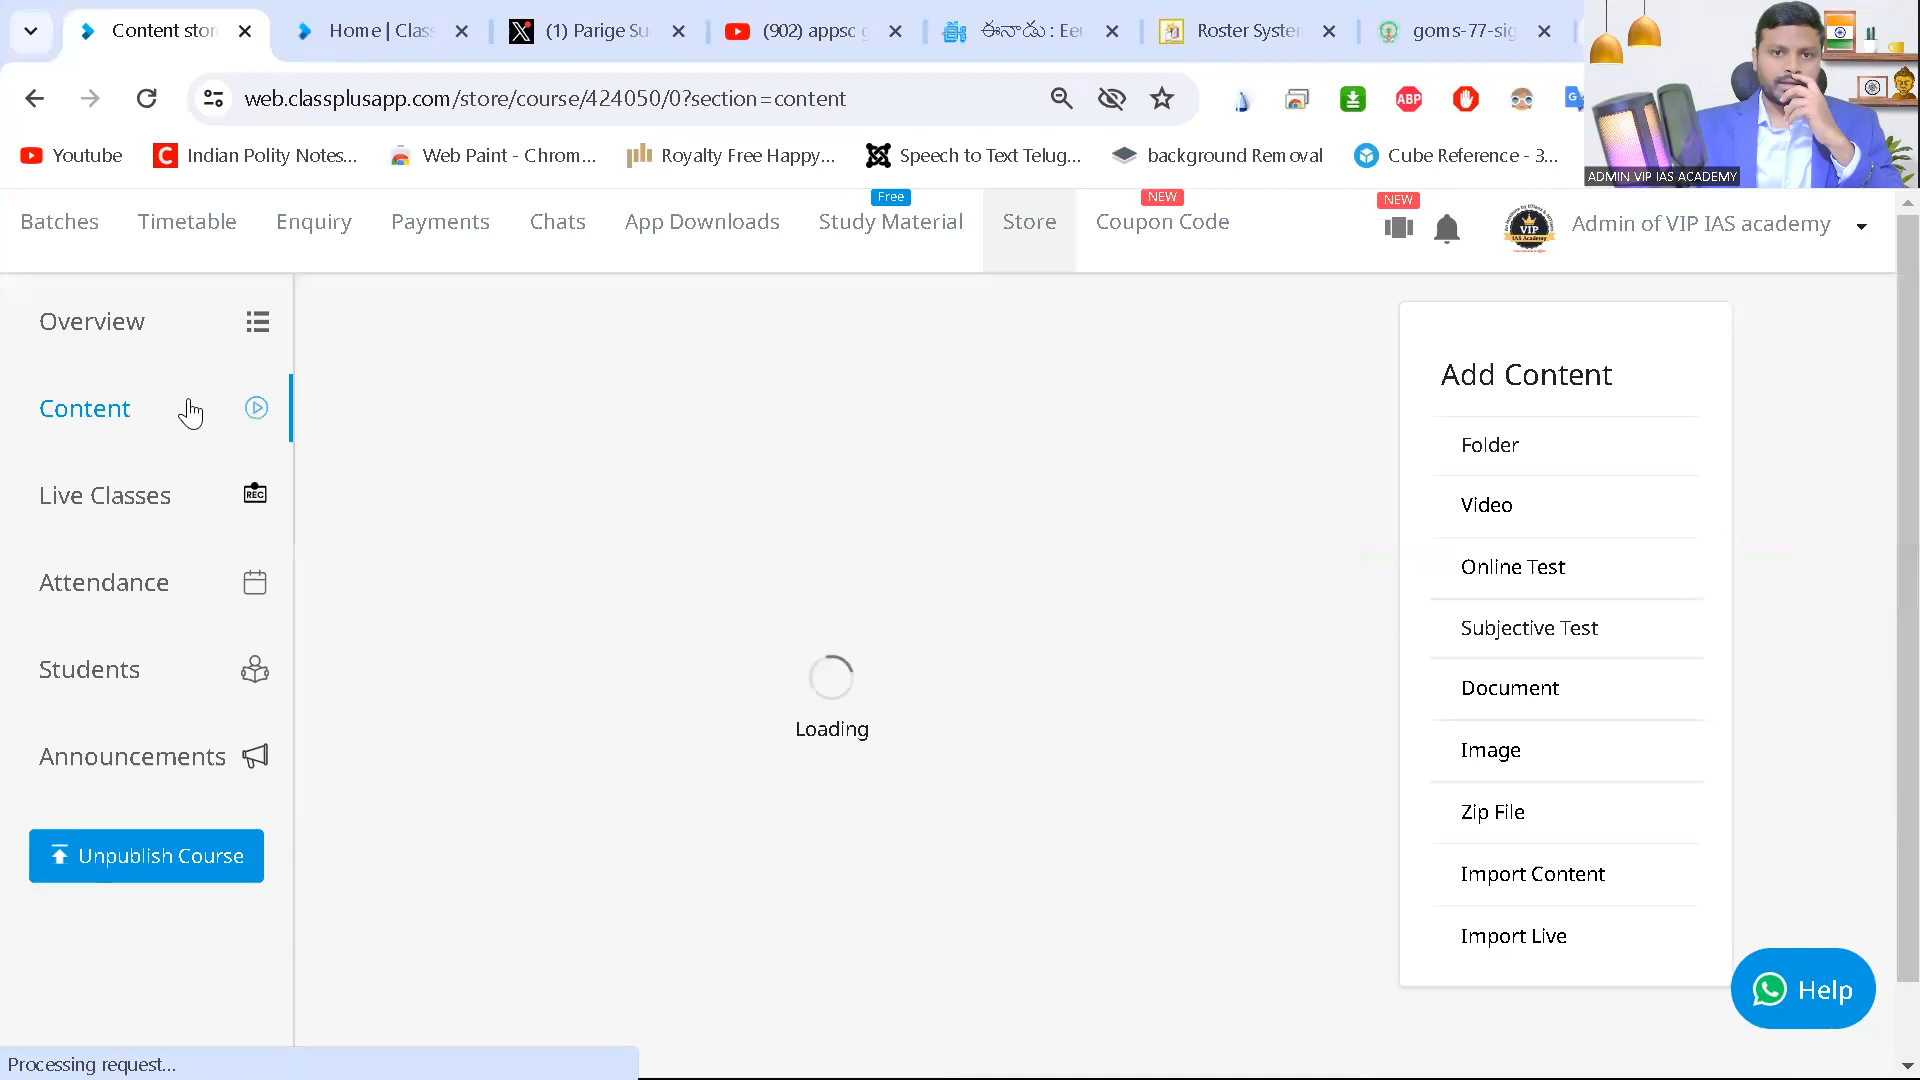 Content stor
Home | Clas
(1) Parige Su
(902) appsc g
ఈనాడు : Ee
Roster Syster
goms-77-sig
web.classplusapp.com/store/course/424050/0?section=content
ABP
Youtube
Indian Polity Notes...
Web Paint - Chrom...
Royalty Free Happy...
Speech to Text Telug...
background Removal
Cube Reference - 3...
ADMIN VIP IAS ACADEMY
Batches
Timetable
Enquiry
Payments
Chats
App Downloads
Free
Study Material
Store
NEW
Coupon Code
NEW
VIP
Admin of VIP IAS academy
Overview
Content
Live Classes
REC
Attendance
Students
Announcements
Unpublish Course
Loading
Add Content
Folder
Video
Online Test
Subjective Test
Document
Image
Zip File
Import Content
Import Live
Help
Processing request...